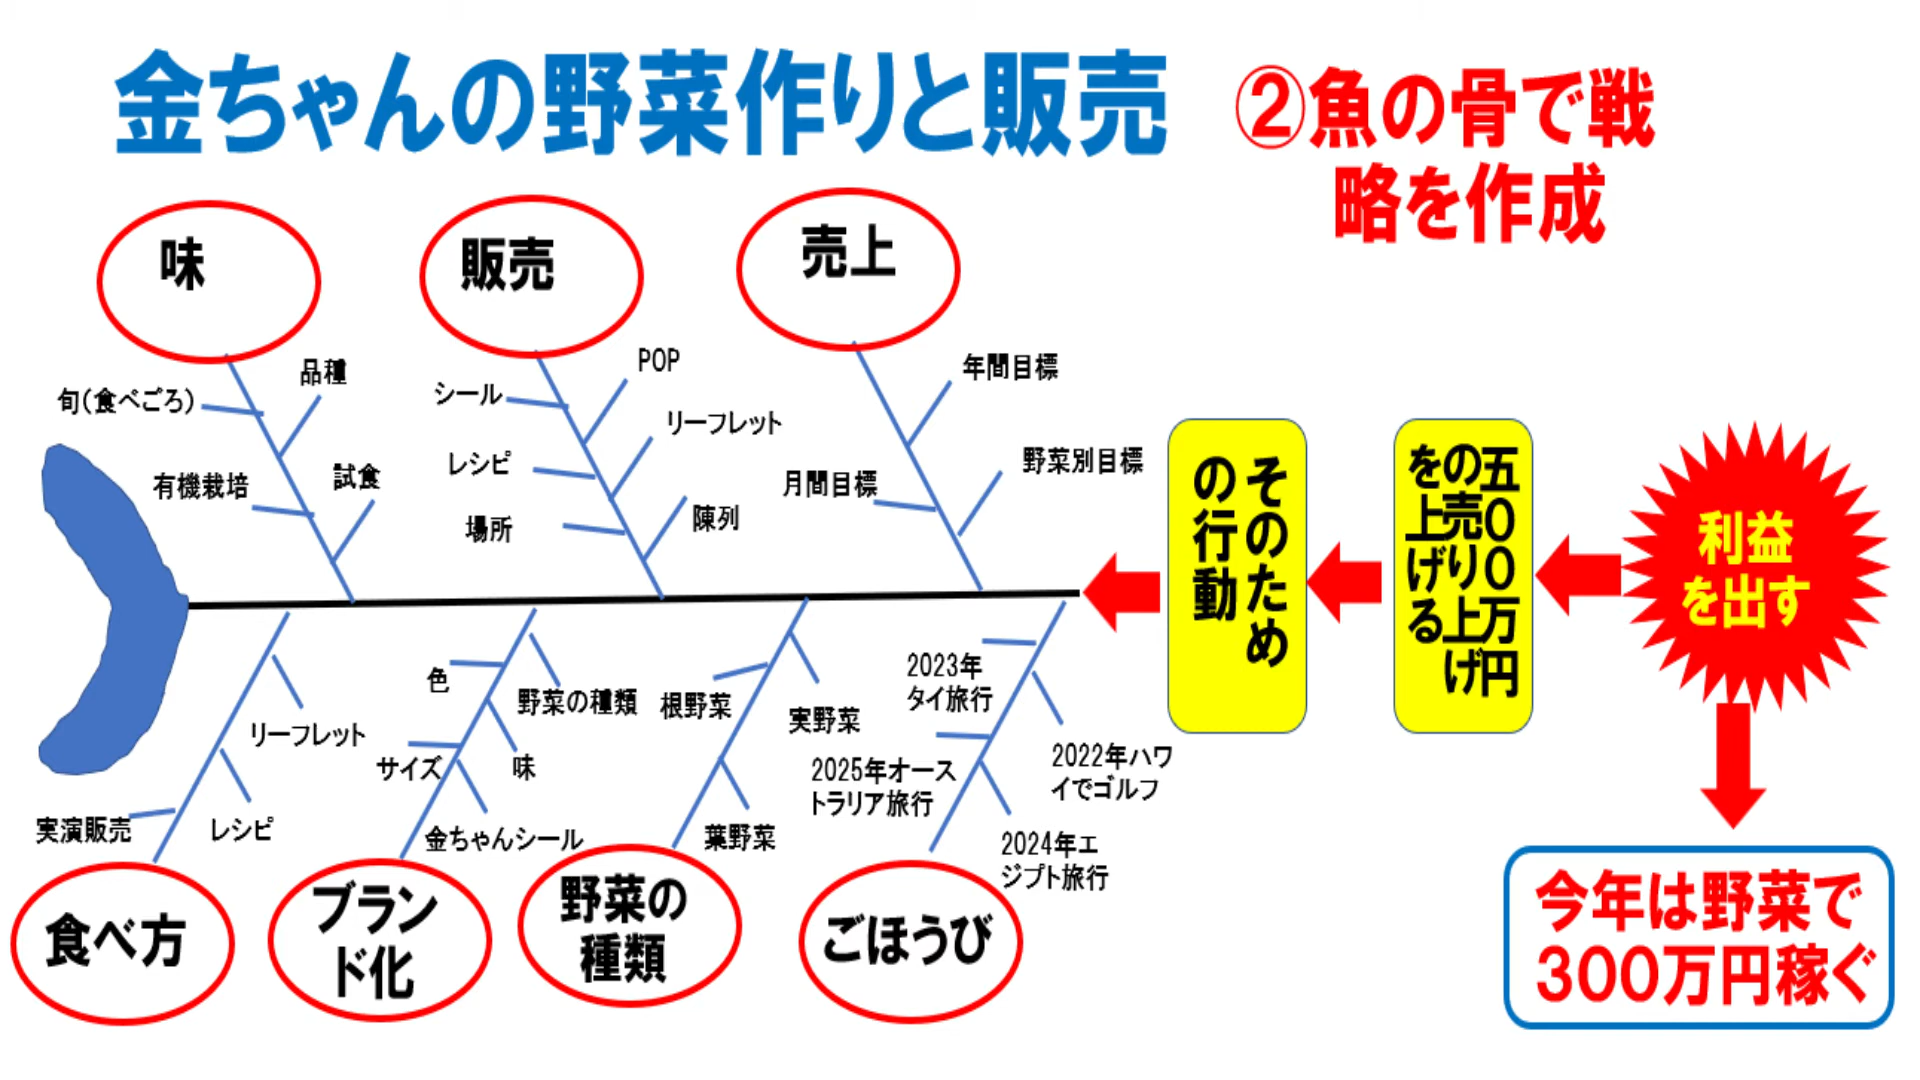 金ちゃんの野菜作りと販売
②魚の骨で戦
略を作成
味
販売
売上
旬(食べごろ)
品種
有機栽培
試食
シール
POP
リーフレット
レシピ
場所
陳列
年間目標
月間目標
野菜別目標
そのため
の行動
五〇〇万円
の売り上げ
を上げる
利益
を出す
リーフレット
実演販売
レシピ
色
野菜の種類
サイズ
味
金ちゃんシール
根野菜
実野菜
葉野菜
2023年
タイ旅行
2022年ハワ
イでゴルフ
2025年オース
トラリア旅行
2024年エ
ジプト旅行
食べ方
ブラン
ド化
野菜の
種類
ごほうび
今年は野菜で
300万円稼ぐ